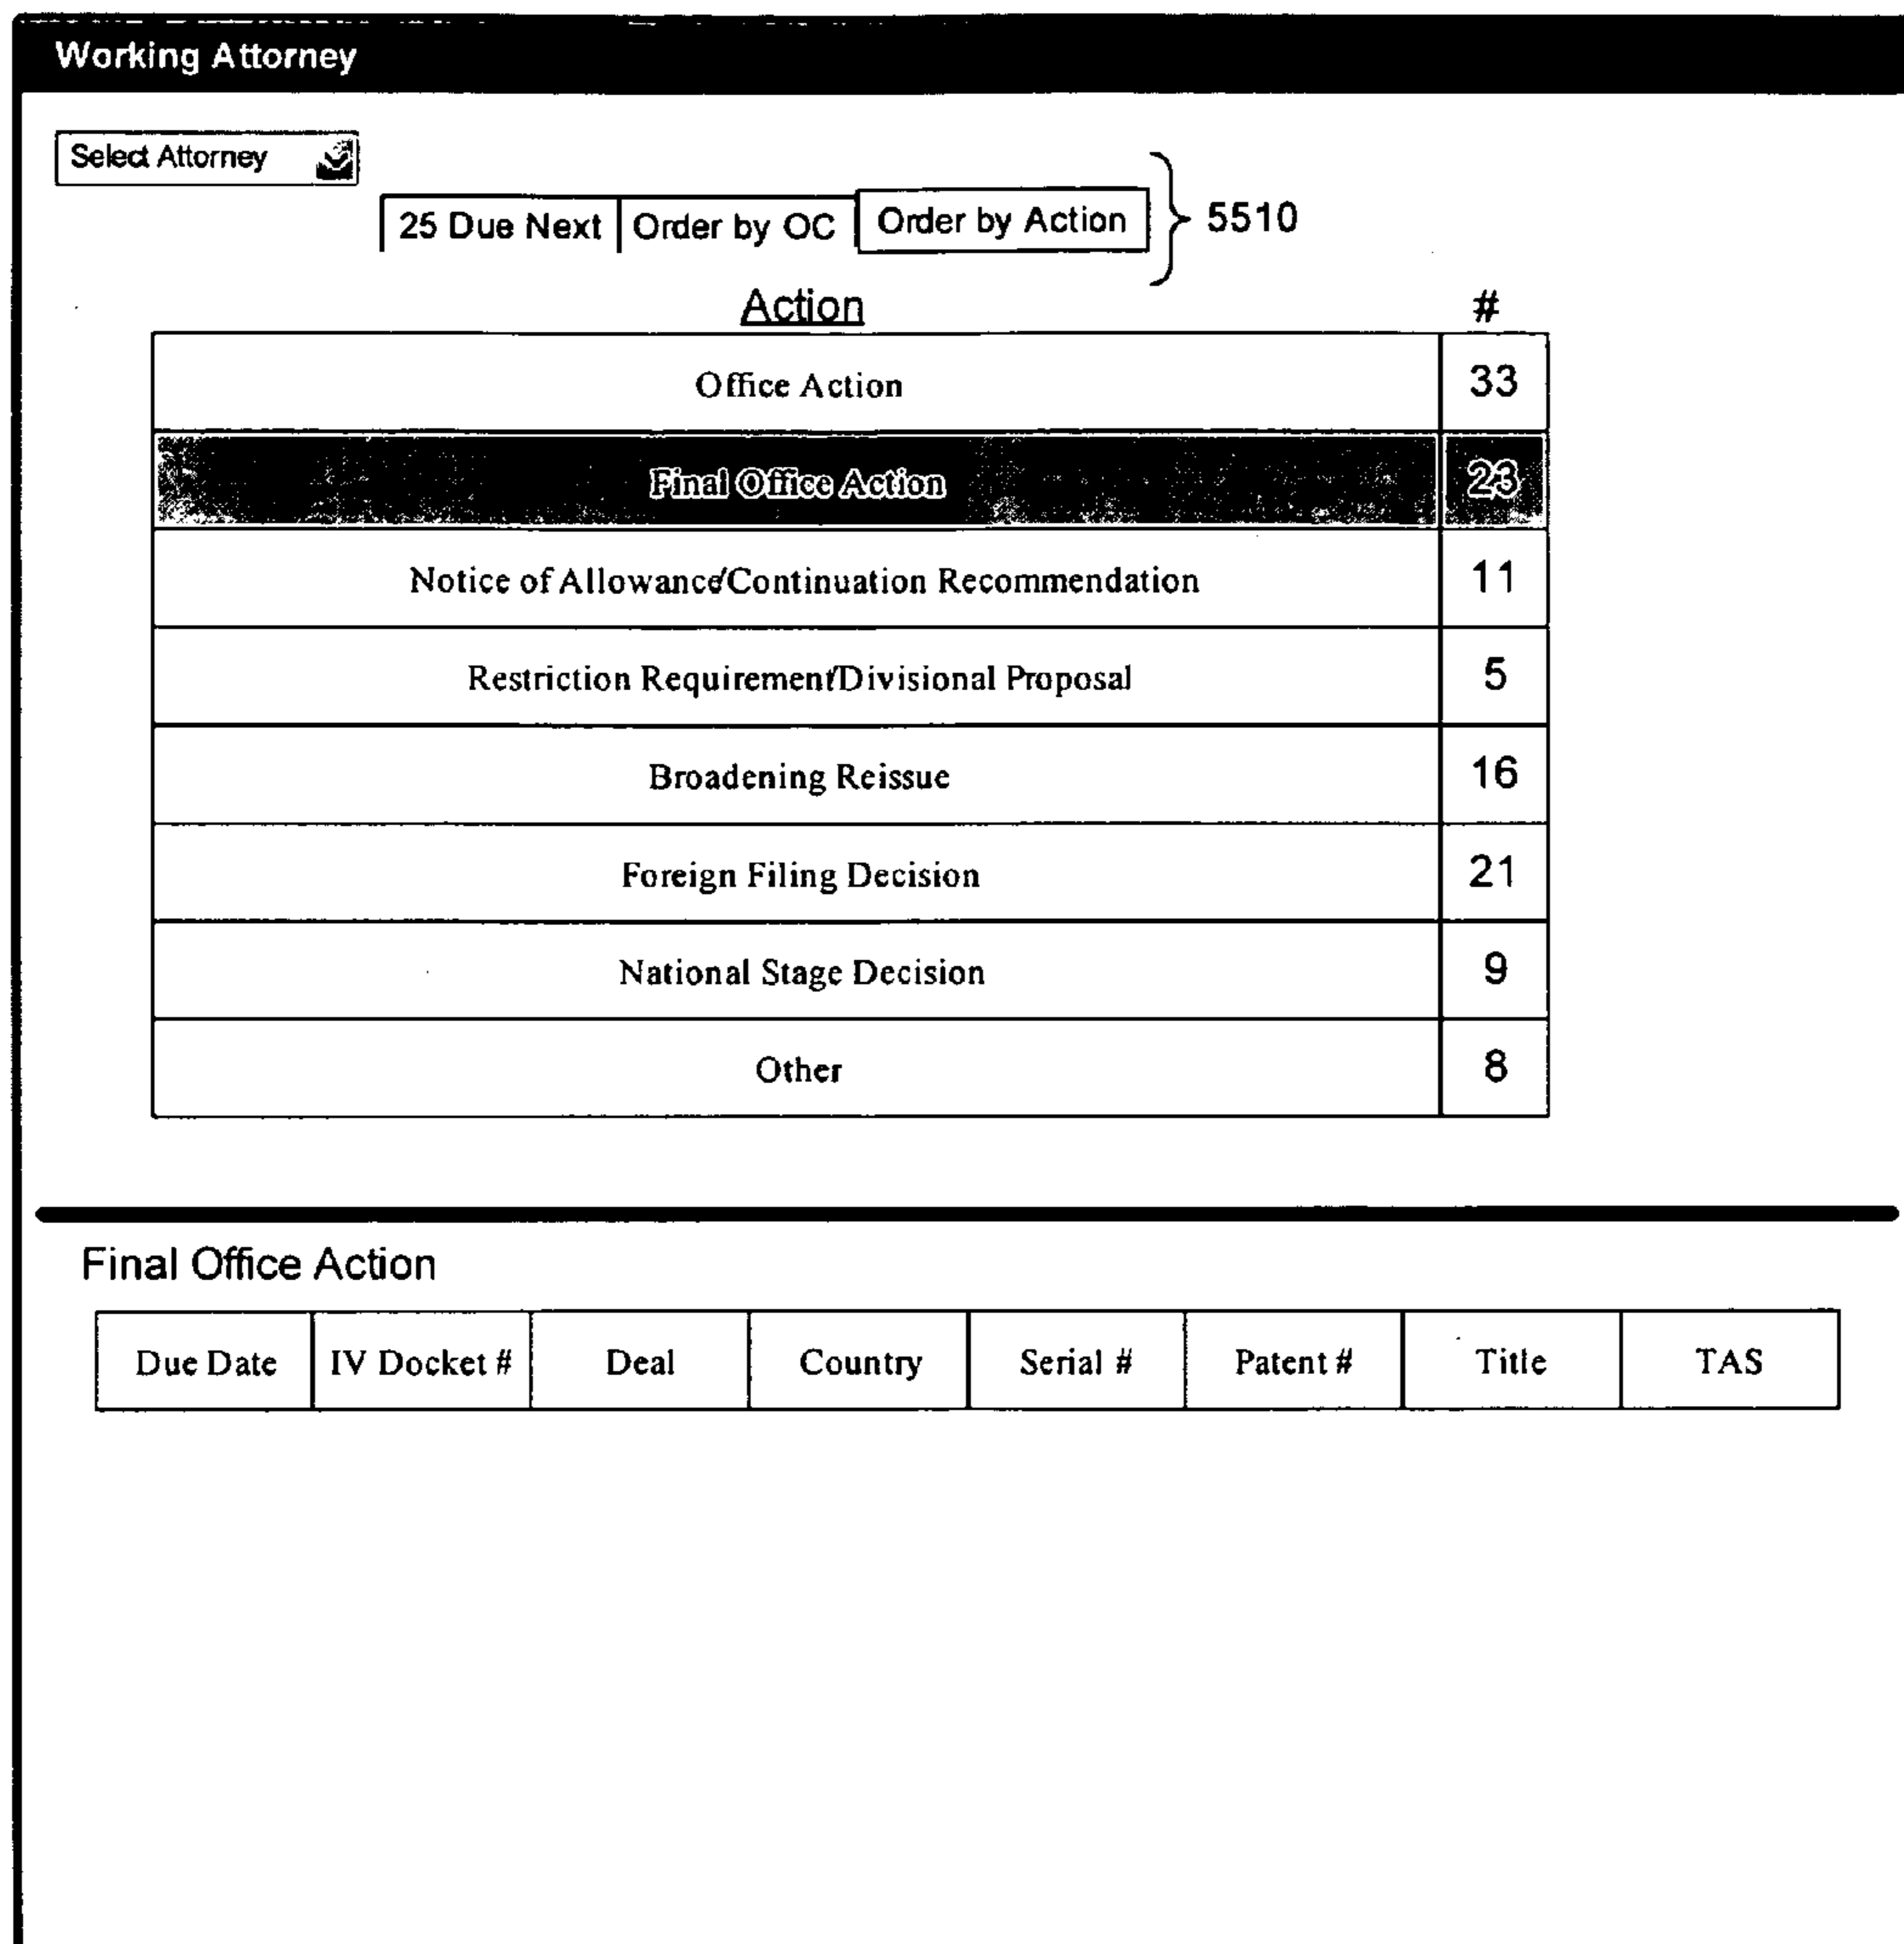 Working Attorney
Select Attorney
25 Due Next Order by OC Order by Action 5510
Action #
Office Action 33
Final Office Action 23
Notice of Allowance/Continuation Recommendation 11
Restriction Requirement/Divisional Proposal 5
Broadening Reissue 16
Foreign Filing Decision 21
National Stage Decision 9
Other 8
Final Office Action
Due Date IV Docket # Deal Country Serial # Patent # Title TAS